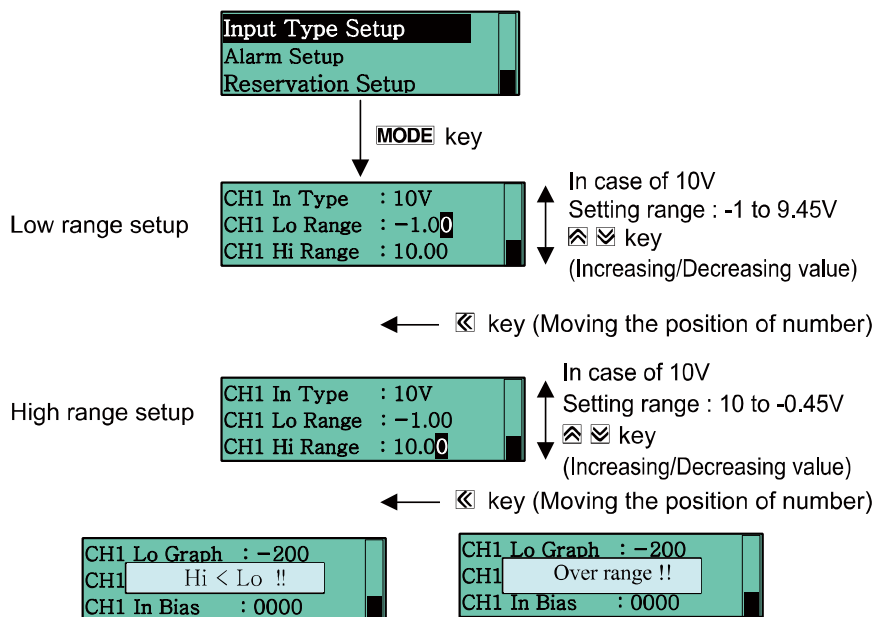 Input Type Setup
Alarm Setup
Reservation Setup
MODE key
Low range setup
CH1 In Type : 10V
CH1 Lo Range : −1.00
CH1 Hi Range : 10.00
In case of 10V
Setting range : -1 to 9.45V
key
(Increasing/Decreasing value)
key (Moving the position of number)
High range setup
CH1 In Type : 10V
CH1 Lo Range : −1.00
CH1 Hi Range : 10.00
In case of 10V
Setting range : 10 to -0.45V
key
(Increasing/Decreasing value)
key (Moving the position of number)
CH1 Lo Graph : −200
CH1
Hi < Lo !!
CH1 In Bias : 0000
CH1 Lo Graph : −200
CH1
Over range !!
CH1 In Bias : 0000